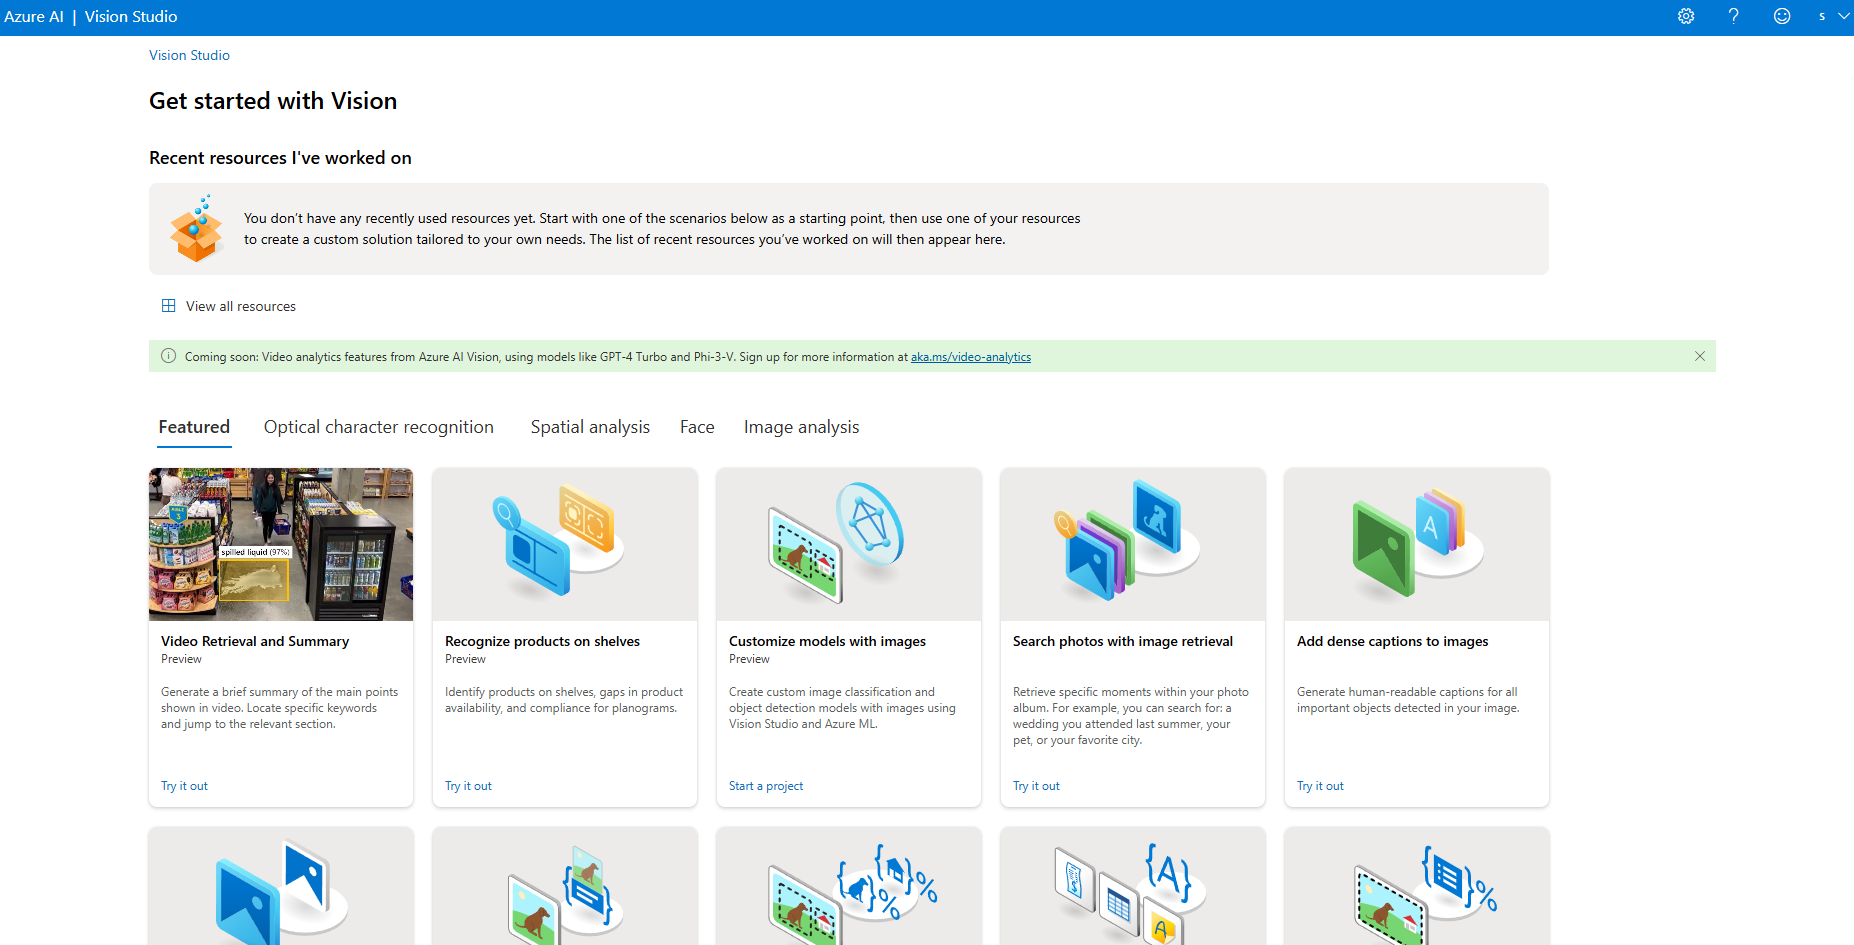 Azure AI | Vision Studio
s
Vision Studio
Get started with Vision
Recent resources I've worked on
You don't have any recently used resources yet. Start with one of the scenarios below as a starting point, then use one of your resources
to create a custom solution tailored to your own needs. The list of recent resources you've worked on will then appear here.
View all resources
Coming soon: Video analytics features from Azure AI Vision, using models like GPT-4 Turbo and Phi-3-V. Sign up for more information at aka.ms/video-analytics
Featured
Optical character recognition
Spatial analysis
Face
Image analysis
AISLE
3
spilled liquid (97%)
A
Video Retrieval and Summary
Preview
Generate a brief summary of the main points
shown in video. Locate specific keywords
and jump to the relevant section.
Try it out
Recognize products on shelves
Preview
Identify products on shelves, gaps in product
availability, and compliance for planograms.
Try it out
Customize models with images
Preview
Create custom image classification and
object detection models with images using
Vision Studio and Azure ML.
Start a project
Search photos with image retrieval
Retrieve specific moments within your photo
album. For example, you can search for: a
wedding you attended last summer, your
pet, or your favorite city.
Try it out
Add dense captions to images
Generate human-readable captions for all
important objects detected in your image.
Try it out
{ } { } % %
$
{A}
A
{ } %